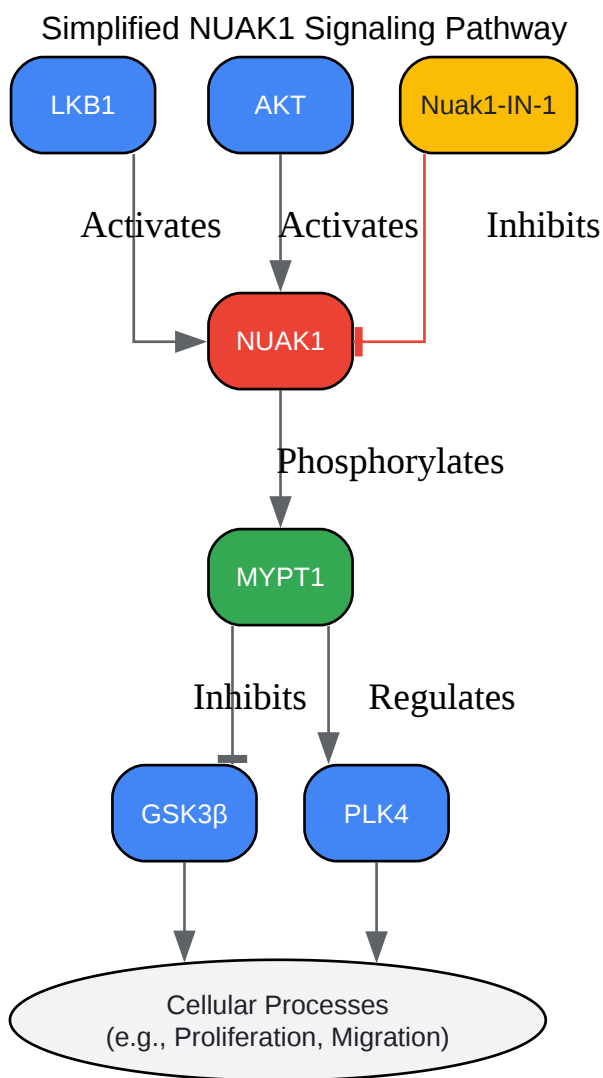 Simplified NUAK1 Signaling Pathway
LKB1
AKT
Nuak1-IN-1
Activates
Activates
Inhibits
NUAK1
Phosphorylates
MYPT1
Inhibits
Regulates
GSK3β
PLK4
Cellular Processes
(e.g., Proliferation, Migration)